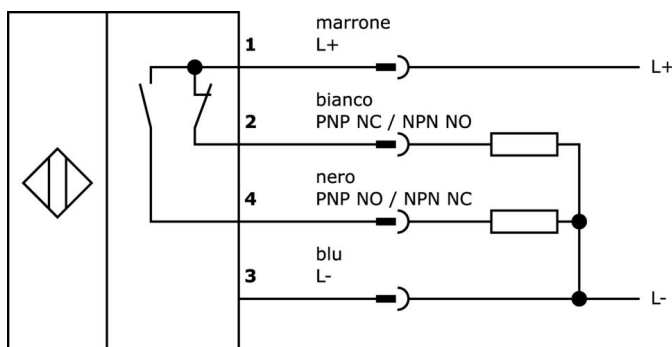 marrone
1 L+
L+
bianco
2 PNP NC / NPN NO
nero
4 PNP NO / NPN NC
blu
3 L-
L-